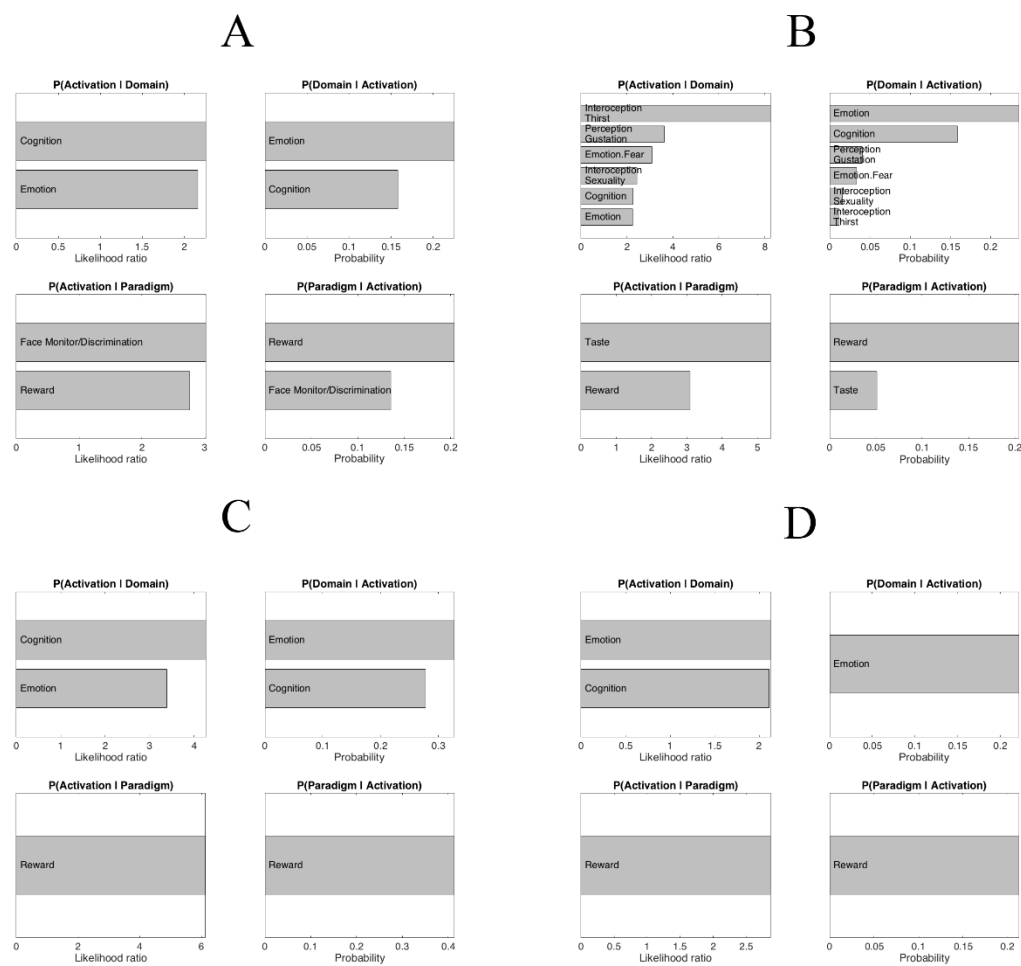 A
P(Activation | Domain)
Cognition
Emotion
0 0.5 1 1.5 2
Likelihood ratio
P(Domain | Activation)
Emotion
Cognition
0 0.05 0.1 0.15 0.2
Probability
P(Activation | Paradigm)
Face Monitor/Discrimination
Reward
0 1 2 3
Likelihood ratio
P(Paradigm | Activation)
Reward
Face Monitor/Discrimination
0 0.05 0.1 0.15 0.2
Probability
B
P(Activation | Domain)
Interoception
Thirst
Perception
Gustation
Emotion.Fear
Interoception
Sexuality
Cognition
Emotion
0 2 4 6 8
Likelihood ratio
P(Domain | Activation)
Emotion
Cognition
Perception
Gustation
Emotion.Fear
Interoception
Sexuality
Interoception
Thirst
0 0.05 0.1 0.15 0.2
Probability
P(Activation | Paradigm)
Taste
Reward
0 1 2 3 4 5
Likelihood ratio
P(Paradigm | Activation)
Reward
Taste
0 0.05 0.1 0.15 0.2
Probability
C
P(Activation | Domain)
Cognition
Emotion
0 1 2 3 4
Likelihood ratio
P(Domain | Activation)
Emotion
Cognition
0 0.1 0.2 0.3
Probability
P(Activation | Paradigm)
Reward
0 2 4 6
Likelihood ratio
P(Paradigm | Activation)
Reward
0 0.1 0.2 0.3 0.4
Probability
D
P(Activation | Domain)
Emotion
Cognition
0 0.5 1 1.5 2
Likelihood ratio
P(Domain | Activation)
Emotion
0 0.05 0.1 0.15 0.2
Probability
P(Activation | Paradigm)
Reward
0 0.5 1 1.5 2 2.5
Likelihood ratio
P(Paradigm | Activation)
Reward
0 0.05 0.1 0.15 0.2
Probability